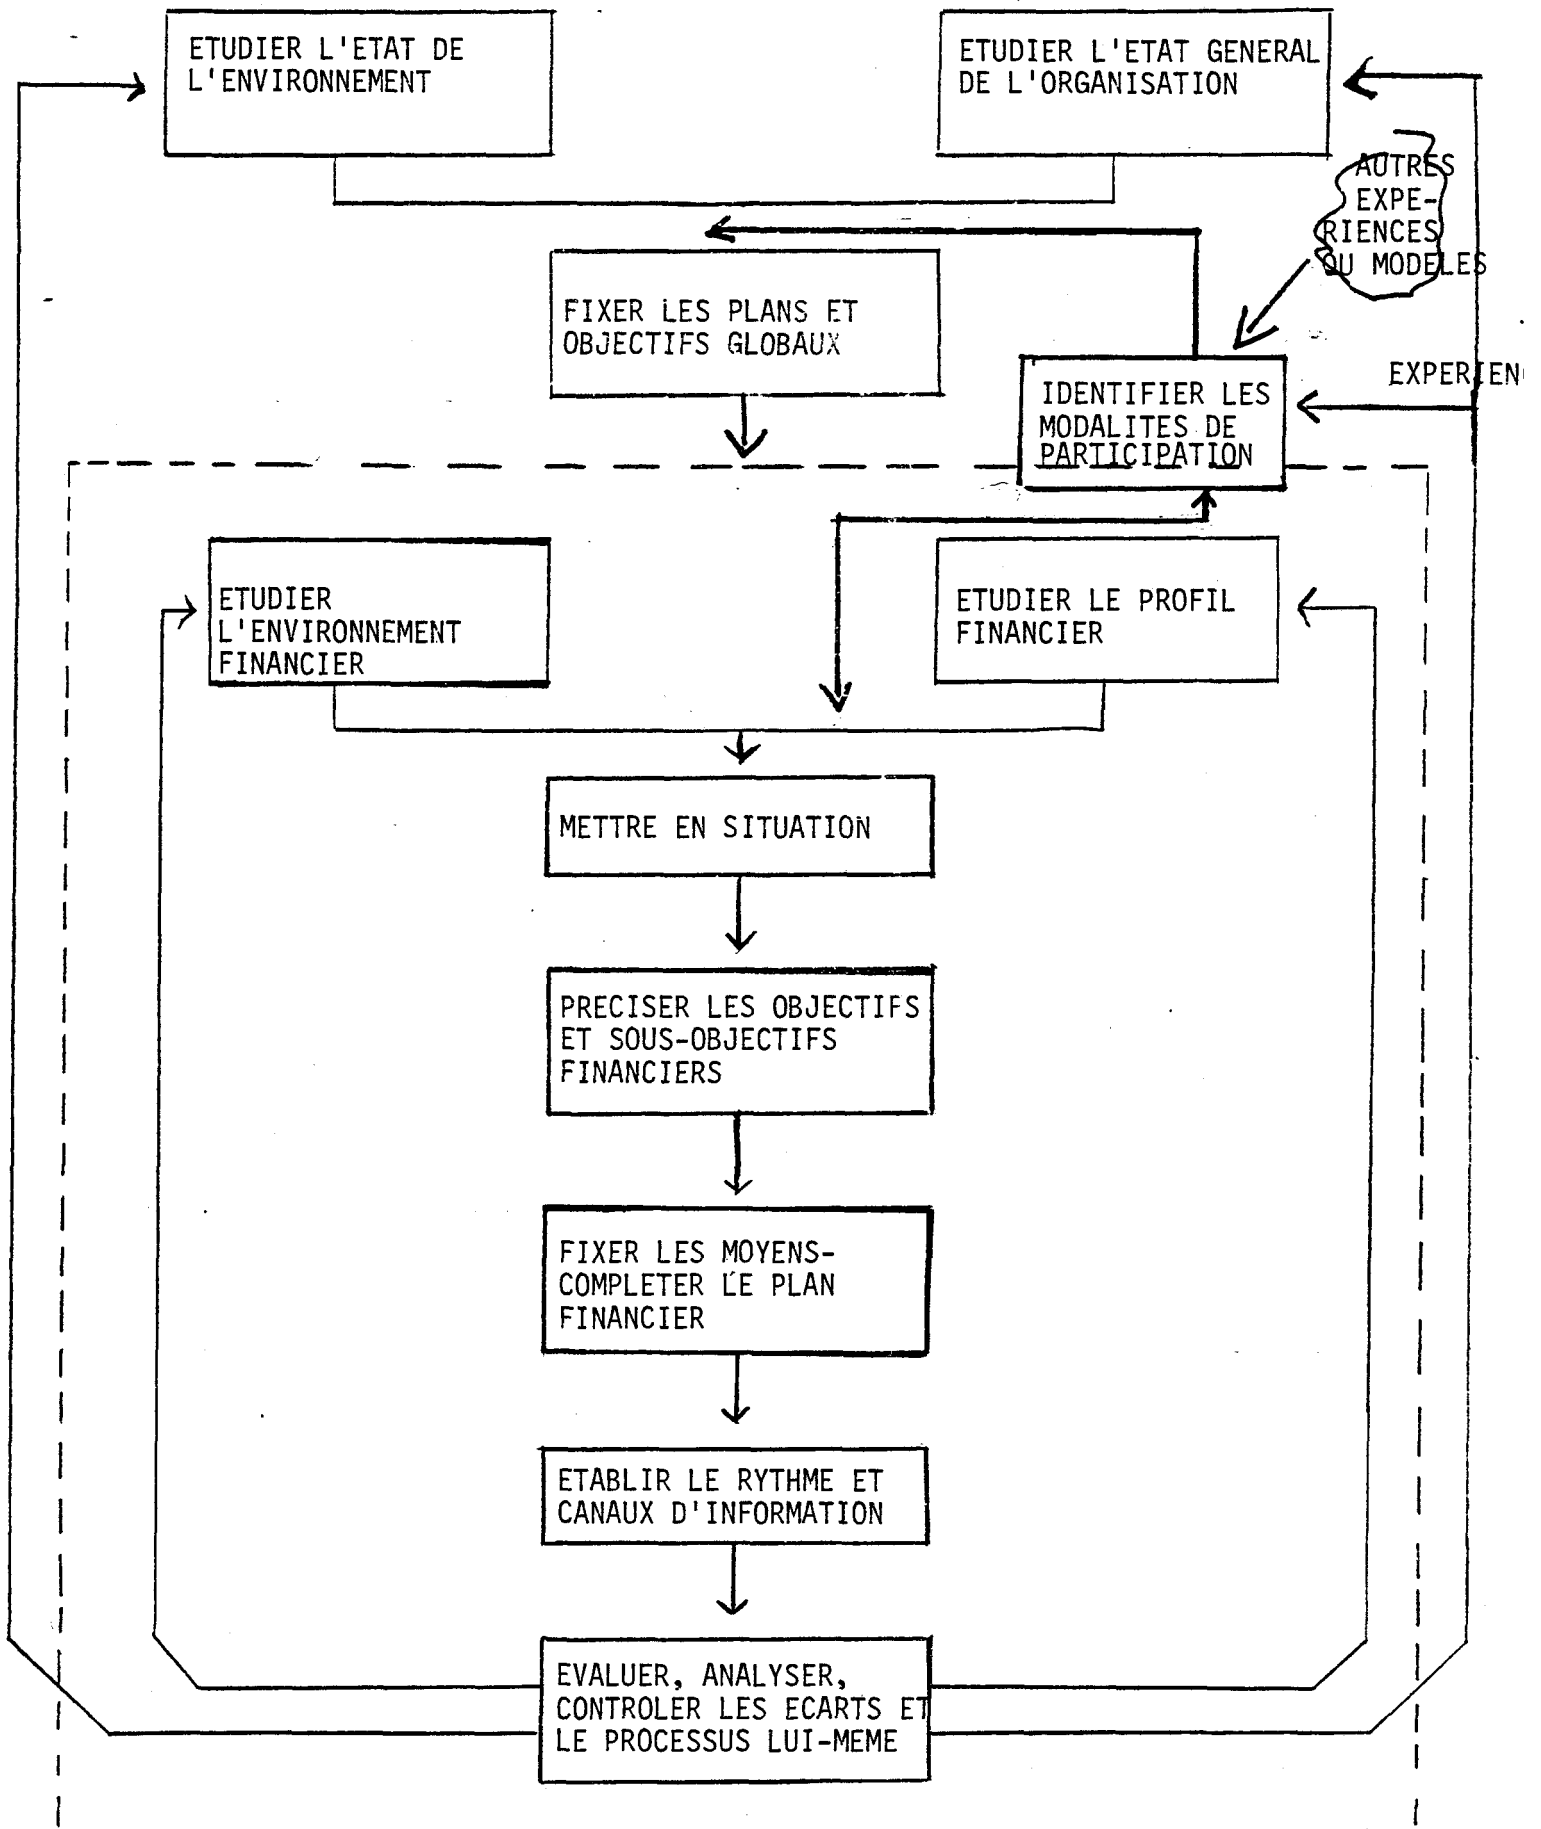 ETUDIER L'ETAT DE
L'ENVIRONNEMENT
ETUDIER L'ETAT GENERAL
DE L'ORGANISATION
AUTRES
EXPE-
RIENCES
OU MODELES
FIXER LES PLANS ET
OBJECTIFS GLOBAUX
EXPERIEN
IDENTIFIER LES
MODALITES DE
PARTICIPATION
ETUDIER
L'ENVIRONNEMENT
FINANCIER
ETUDIER LE PROFIL
FINANCIER
METTRE EN SITUATION
PRECISER LES OBJECTIFS
ET SOUS-OBJECTIFS
FINANCIERS
FIXER LES MOYENS-
COMPLETER LE PLAN
FINANCIER
ETABLIR LE RYTHME ET
CANAUX D'INFORMATION
EVALUER, ANALYSER,
CONTROLER LES ECARTS ET
LE PROCESSUS LUI-MEME